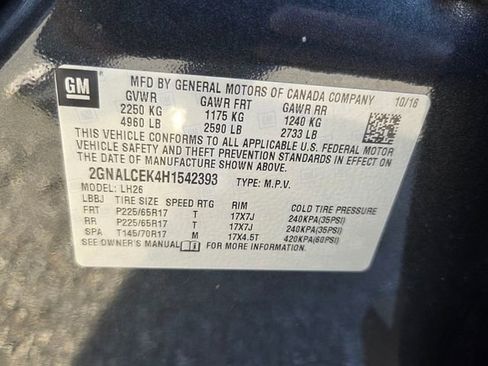 GM
MFD BY GENERAL MOTORS OF CANADA COMPANY 10/16
GVWR GAWR FRT GAWR RR
2250 KG 1175 KG 1240 KG
4960 LB 2590 LB 2733 LB
THIS VEHICLE CONFORMS TO ALL APPLICABLE U.S. FEDERAL MOTOR
VEHICLE SAFETY, BUMPER, AND THEFT PREVENTION STANDARDS IN EFFECT ON
THE DATE OF MANUFACTURE SHOWN ABOVE.
2GNALCEK4H1542393 TYPE: M.P.V.
MODEL: LH26
LBBJ TIRE SIZE SPEED RTG RIM COLD TIRE PRESSURE
FRT P225/65R17 T 17X7J 240KPA(35PSI)
RR P225/65R17 T 17X7J 240KPA(35PSI)
SPA T145/70R17 M 17X4.5T 420KPA(60PSI)
SEE OWNER'S MANUAL FOR MORE INFORMATION.